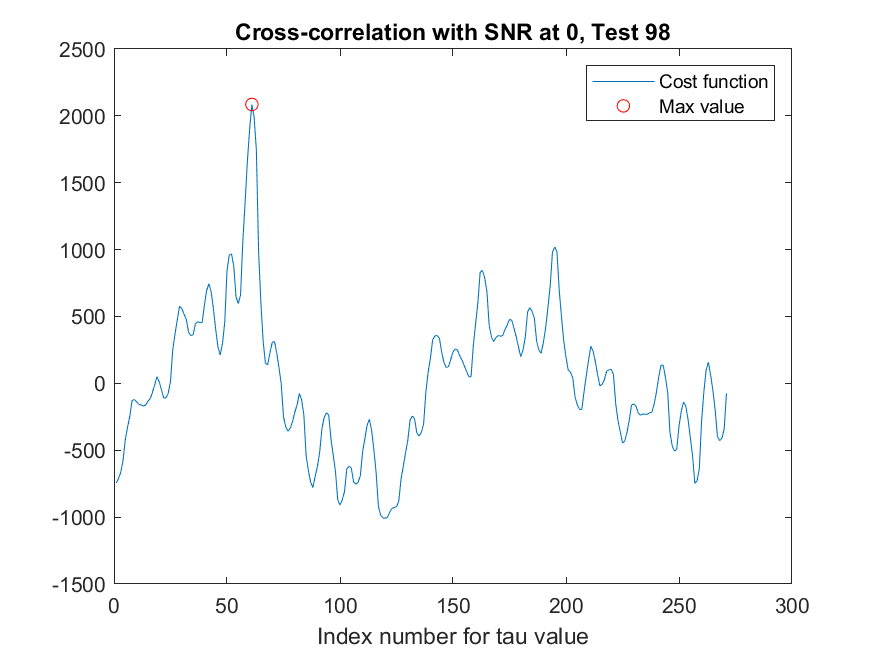 Cross-correlation with SNR at 0, Test 98
2500
2000
1500
1000
500
0
-500
-1000
-1500
Cost function
Max value
0 50 100 150 200 250 300
Index number for tau value